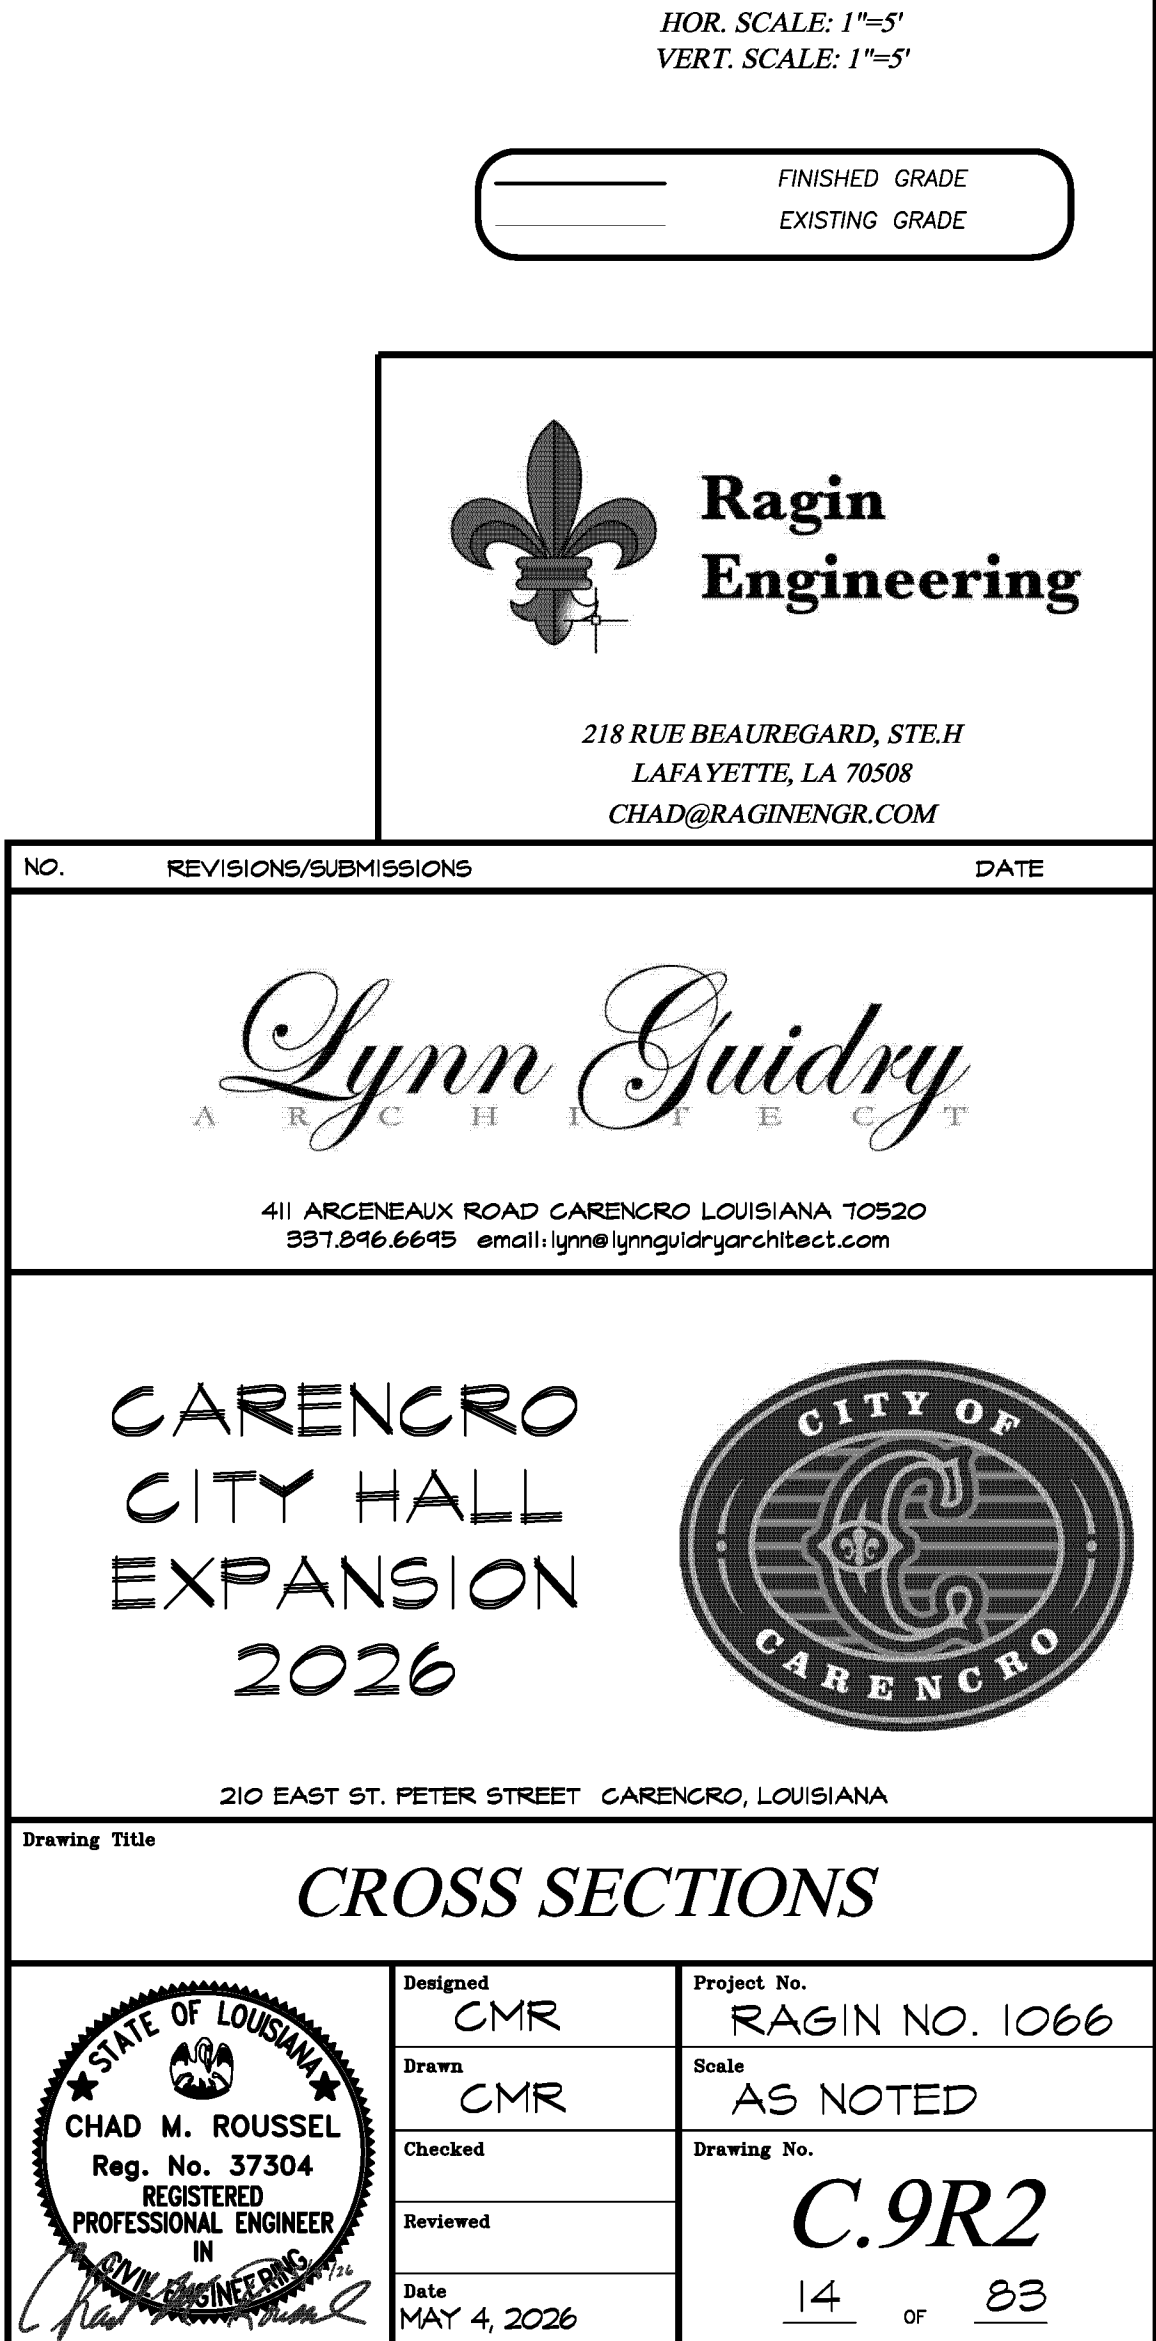 HOR. SCALE: 1"=5'
VERT. SCALE: 1"=5'
FINISHED GRADE
EXISTING GRADE
Ragin
Engineering
218 RUE BEAUREGARD, STE.H
LAFAYETTE, LA 70508
CHAD@RAGINENGR.COM
NO. REVISIONS/SUBMISSIONS DATE
Lynn Guidry
ARCHITECT
411 ARCENEAUX ROAD CARENCRO LOUISIANA 70520
337.896.6695 email:lynn@lynnguidryarchitect.com
CARENCRO
CITY HALL
EXPANSION
2026
CITY OF
C
CARENCRO
210 EAST ST. PETER STREET CARENCRO, LOUISIANA
Drawing Title
CROSS SECTIONS
STATE OF LOUISIANA
CHAD M. ROUSSEL
Reg. No. 37304
REGISTERED
PROFESSIONAL ENGINEER
IN
CIVIL ENGINEERING
Chad M. Roussel
Designed
CMR
Drawn
CMR
Checked
Reviewed
Date
MAY 4, 2026
Project No.
RAGIN NO. 1066
Scale
AS NOTED
Drawing No.
C.9R2
14 OF 83